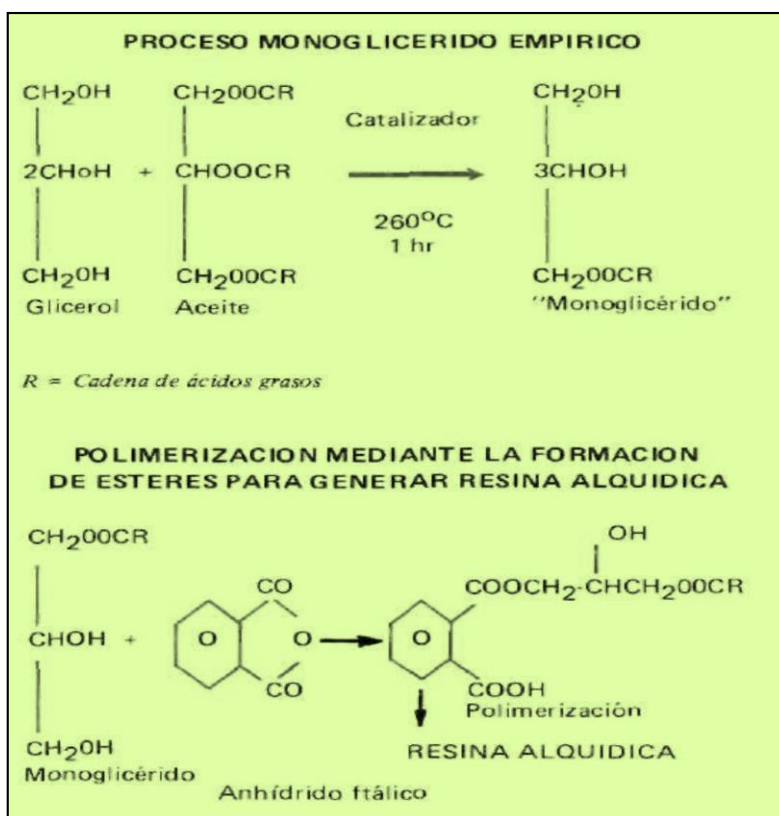 PROCESO MONOGLICERIDO EMPIRICO
CH₂OH CH₂OOCR CH₂OH
Catalizador
2CHoH + CHOOCR 3CHOH
260°C
1 hr
CH₂OH CH₂OOCR CH₂OOCR
Glicerol Aceite "Monoglicérido"
R = Cadena de ácidos grasos
POLIMERIZACION MEDIANTE LA FORMACION
DE ESTERES PARA GENERAR RESINA ALQUIDICA
CH₂OOCR OH
CO COOCH₂-CHCH₂OOCR
CHOH + O O O
CO COOH
Polimerización
CH₂OH RESINA ALQUIDICA
Monoglicérido
Anhídrido ftálico